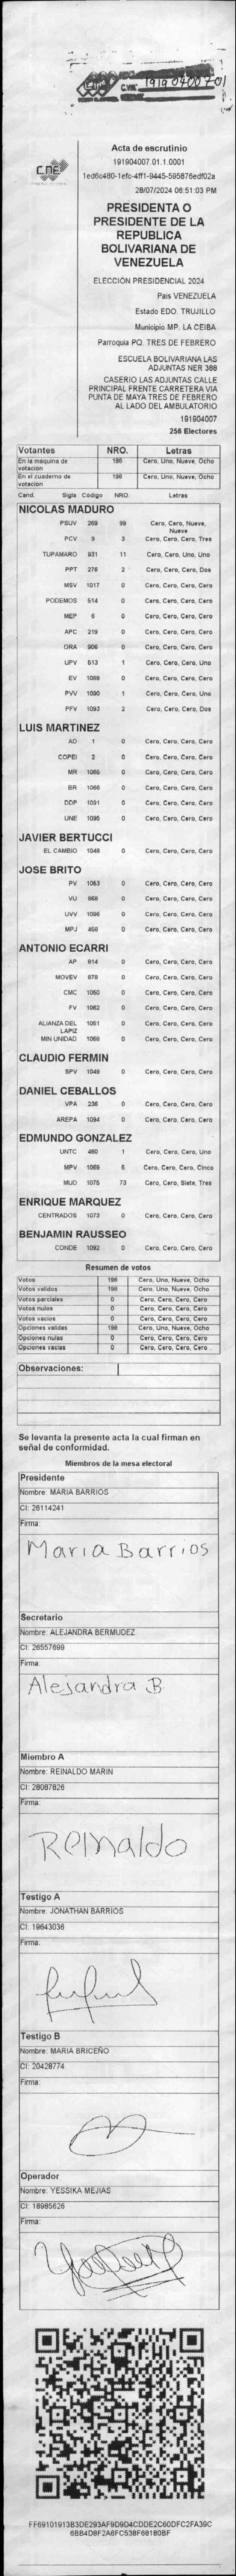 191904007 01
CNE
Acta de escrutinio
191904007.01.1.0001
1ed6c480-1efc-4ff1-9445-595876edf02a
28/07/2024 06:51:03 PM
PRESIDENTA O
PRESIDENTE DE LA
REPUBLICA
BOLIVARIANA DE
VENEZUELA
ELECCIÓN PRESIDENCIAL 2024
Pais VENEZUELA
Estado EDO. TRUJILLO
Municipio MP. LA CEIBA
Parroquia PQ. TRES DE FEBRERO
ESCUELA BOLIVARIANA LAS
ADJUNTAS NER 388
CASERIO LAS ADJUNTAS CALLE
PRINCIPAL FRENTE CARRETERA VIA
PUNTA DE MAYA TRES DE FEBRERO
AL LADO DEL AMBULATORIO
191904007
256 Electores
Votantes NRO. Letras
En la maquina de votación 198 Cero, Uno, Nueve, Ocho
En el cuaderno de votación 198 Cero, Uno, Nueve, Ocho
Cand. Sigla Codigo NRO. Letras
NICOLAS MADURO
PSUV 269 99 Cero, Cero, Nueve, Nueve
PCV 9 3 Cero, Cero, Cero, Tres
TUPAMARO 931 11 Cero, Cero, Uno, Uno
PPT 276 2 Cero, Cero, Cero, Dos
MSV 1017 0 Cero, Cero, Cero, Cero
PODEMOS 514 0 Cero, Cero, Cero, Cero
MEP 6 0 Cero, Cero, Cero, Cero
APC 219 0 Cero, Cero, Cero, Cero
ORA 906 0 Cero, Cero, Cero, Cero
UPV 613 1 Cero, Cero, Cero, Uno
EV 1089 0 Cero, Cero, Cero, Cero
PVV 1090 1 Cero, Cero, Cero, Uno
PFV 1093 2 Cero, Cero, Cero, Dos
LUIS MARTINEZ
AD 1 0 Cero, Cero, Cero, Cero
COPEI 2 0 Cero, Cero, Cero, Cero
MR 1065 0 Cero, Cero, Cero, Cero
BR 1066 0 Cero, Cero, Cero, Cero
DDP 1091 0 Cero, Cero, Cero, Cero
UNE 1095 0 Cero, Cero, Cero, Cero
JAVIER BERTUCCI
EL CAMBIO 1048 0 Cero, Cero, Cero, Cero
JOSE BRITO
PV 1053 0 Cero, Cero, Cero, Cero
VU 868 0 Cero, Cero, Cero, Cero
UVV 1096 0 Cero, Cero, Cero, Cero
MPJ 459 0 Cero, Cero, Cero, Cero
ANTONIO ECARRI
AP 814 0 Cero, Cero, Cero, Cero
MOVEV 878 0 Cero, Cero, Cero, Cero
CMC 1050 0 Cero, Cero, Cero, Cero
FV 1062 0 Cero, Cero, Cero, Cero
ALIANZA DEL LAPIZ 1051 0 Cero, Cero, Cero, Cero
MIN UNIDAD 1068 0 Cero, Cero, Cero, Cero
CLAUDIO FERMIN
SPV 1049 0 Cero, Cero, Cero, Cero
DANIEL CEBALLOS
VPA 236 0 Cero, Cero, Cero, Cero
AREPA 1094 0 Cero, Cero, Cero, Cero
EDMUNDO GONZALEZ
UNTC 460 1 Cero, Cero, Cero, Uno
MPV 1069 5 Cero, Cero, Cero, Cinco
MUD 1075 73 Cero, Cero, Siete, Tres
ENRIQUE MARQUEZ
CENTRADOS 1073 0 Cero, Cero, Cero, Cero
BENJAMIN RAUSSEO
CONDE 1092 0 Cero, Cero, Cero, Cero
Resumen de votos
Votos 198 Cero, Uno, Nueve, Ocho
Votos validos 198 Cero, Uno, Nueve, Ocho
Votos parciales 0 Cero, Cero, Cero, Cero
Votos nulos 0 Cero, Cero, Cero, Cero
Votos vacios 0 Cero, Cero, Cero, Cero
Opciones validas 198 Cero, Uno, Nueve, Ocho
Opciones nulas 0 Cero, Cero, Cero, Cero
Opciones vacias 0 Cero, Cero, Cero, Cero
Observaciones:
Se levanta la presente acta la cual firman en
señal de conformidad.
Miembros de la mesa electoral
Presidente
Nombre: MARIA BARRIOS
CI: 26114241
Firma:
Maria Barrios
Secretario
Nombre: ALEJANDRA BERMUDEZ
CI: 26557699
Firma:
Alejandra B
Miembro A
Nombre: REINALDO MARIN
CI: 28087826
Firma:
Reinaldo
Testigo A
Nombre: JONATHAN BARRIOS
CI: 19643036
Firma:
Testigo B
Nombre: MARIA BRICEÑO
CI: 20428774
Firma:
Operador
Nombre: YESSIKA MEJIAS
CI: 18985626
Firma:
FF69101913B3DE293AF9D9D4CDDE2C60DFC2FA39C
6BB4D8F2A6FC538F68180BF